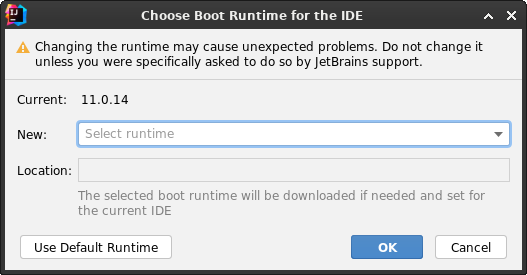 Choose Boot Runtime for the IDE
Changing the runtime may cause unexpected problems. Do not change it
unless you were specifically asked to do so by JetBrains support.
Current: 11.0.14
New: Select runtime
Location:
The selected boot runtime will be downloaded if needed and set for
the current IDE
Use Default Runtime OK Cancel